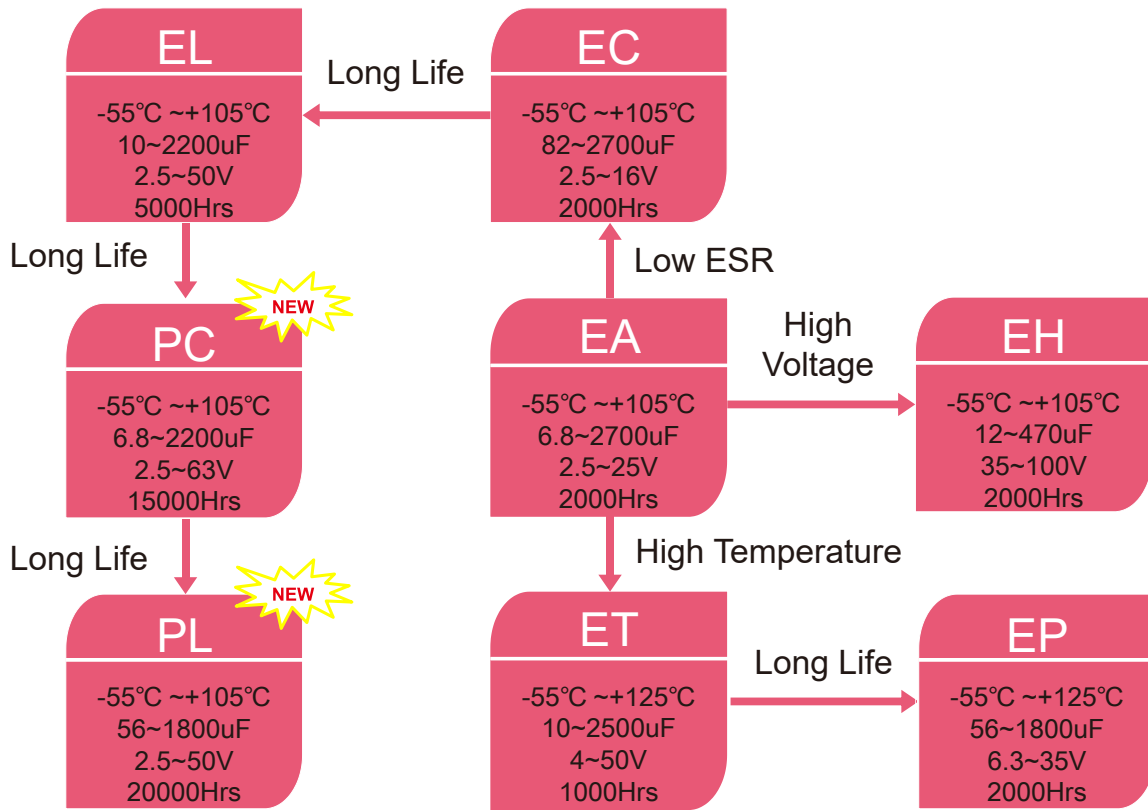 EL
-55℃ ~+105℃
10~2200uF
2.5~50V
5000Hrs
Long Life
EC
-55℃ ~+105℃
82~2700uF
2.5~16V
2000Hrs
Long Life
Low ESR
NEW
PC
-55℃ ~+105℃
6.8~2200uF
2.5~63V
15000Hrs
EA
-55℃ ~+105℃
6.8~2700uF
2.5~25V
2000Hrs
High
Voltage
EH
-55℃ ~+105℃
12~470uF
35~100V
2000Hrs
Long Life
High Temperature
NEW
PL
-55℃ ~+105℃
56~1800uF
2.5~50V
20000Hrs
ET
-55℃ ~+125℃
10~2500uF
4~50V
1000Hrs
Long Life
EP
-55℃ ~+125℃
56~1800uF
6.3~35V
2000Hrs